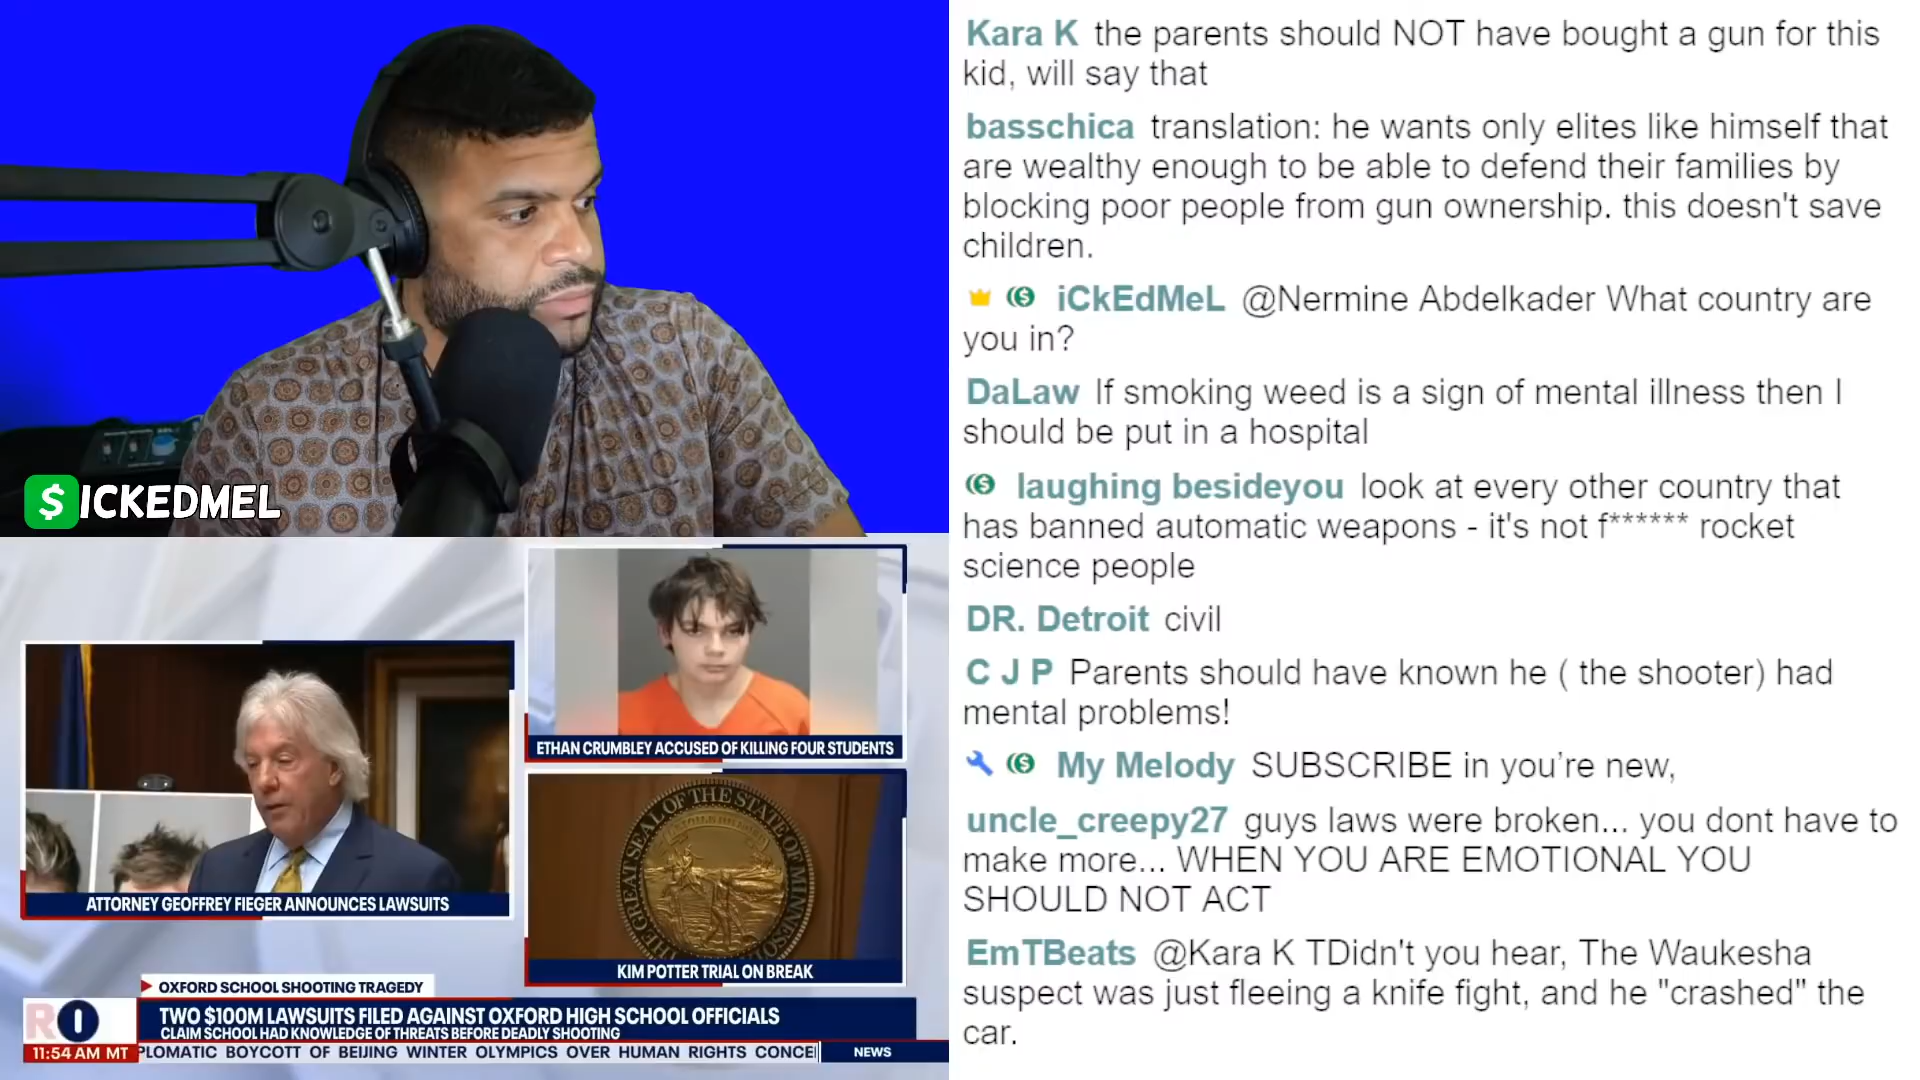 $ICKEDMEL
ETHAN CRUMBLEY ACCUSED OF KILLING FOUR STUDENTS
ATTORNEY GEOFFREY FIEGER ANNOUNCES LAWSUITS
THE GREAT SEAL OF THE STATE OF MINNESO
KIM POTTER TRIAL ON BREAK
OXFORD SCHOOL SHOOTING TRAGEDY
TWO $100M LAWSUITS FILED AGAINST OXFORD HIGH SCHOOL OFFICIALS
CLAIM SCHOOL HAD KNOWLEDGE OF THREATS BEFORE DEADLY SHOOTING
RO
11:54 AM MT
PLOMATIC BOYCOTT OF BEIJING WINTER OLYMPICS OVER HUMAN RIGHTS CONCE
NEWS
Kara K the parents should NOT have bought a gun for this
kid, will say that
basschica translation: he wants only elites like himself that
are wealthy enough to be able to defend their families by
blocking poor people from gun ownership. this doesn't save
children.
iCkEdMeL @Nermine Abdelkader What country are
you in?
DaLaw If smoking weed is a sign of mental illness then I
should be put in a hospital
laughing besideyou look at every other country that
has banned automatic weapons - it's not f****** rocket
science people
DR. Detroit civil
C J P Parents should have known he ( the shooter) had
mental problems!
My Melody SUBSCRIBE in you’re new,
uncle_creepy27 guys laws were broken... you dont have to
make more... WHEN YOU ARE EMOTIONAL YOU
SHOULD NOT ACT
EmTBeats @Kara K TDidn't you hear, The Waukesha
suspect was just fleeing a knife fight, and he "crashed" the
car.